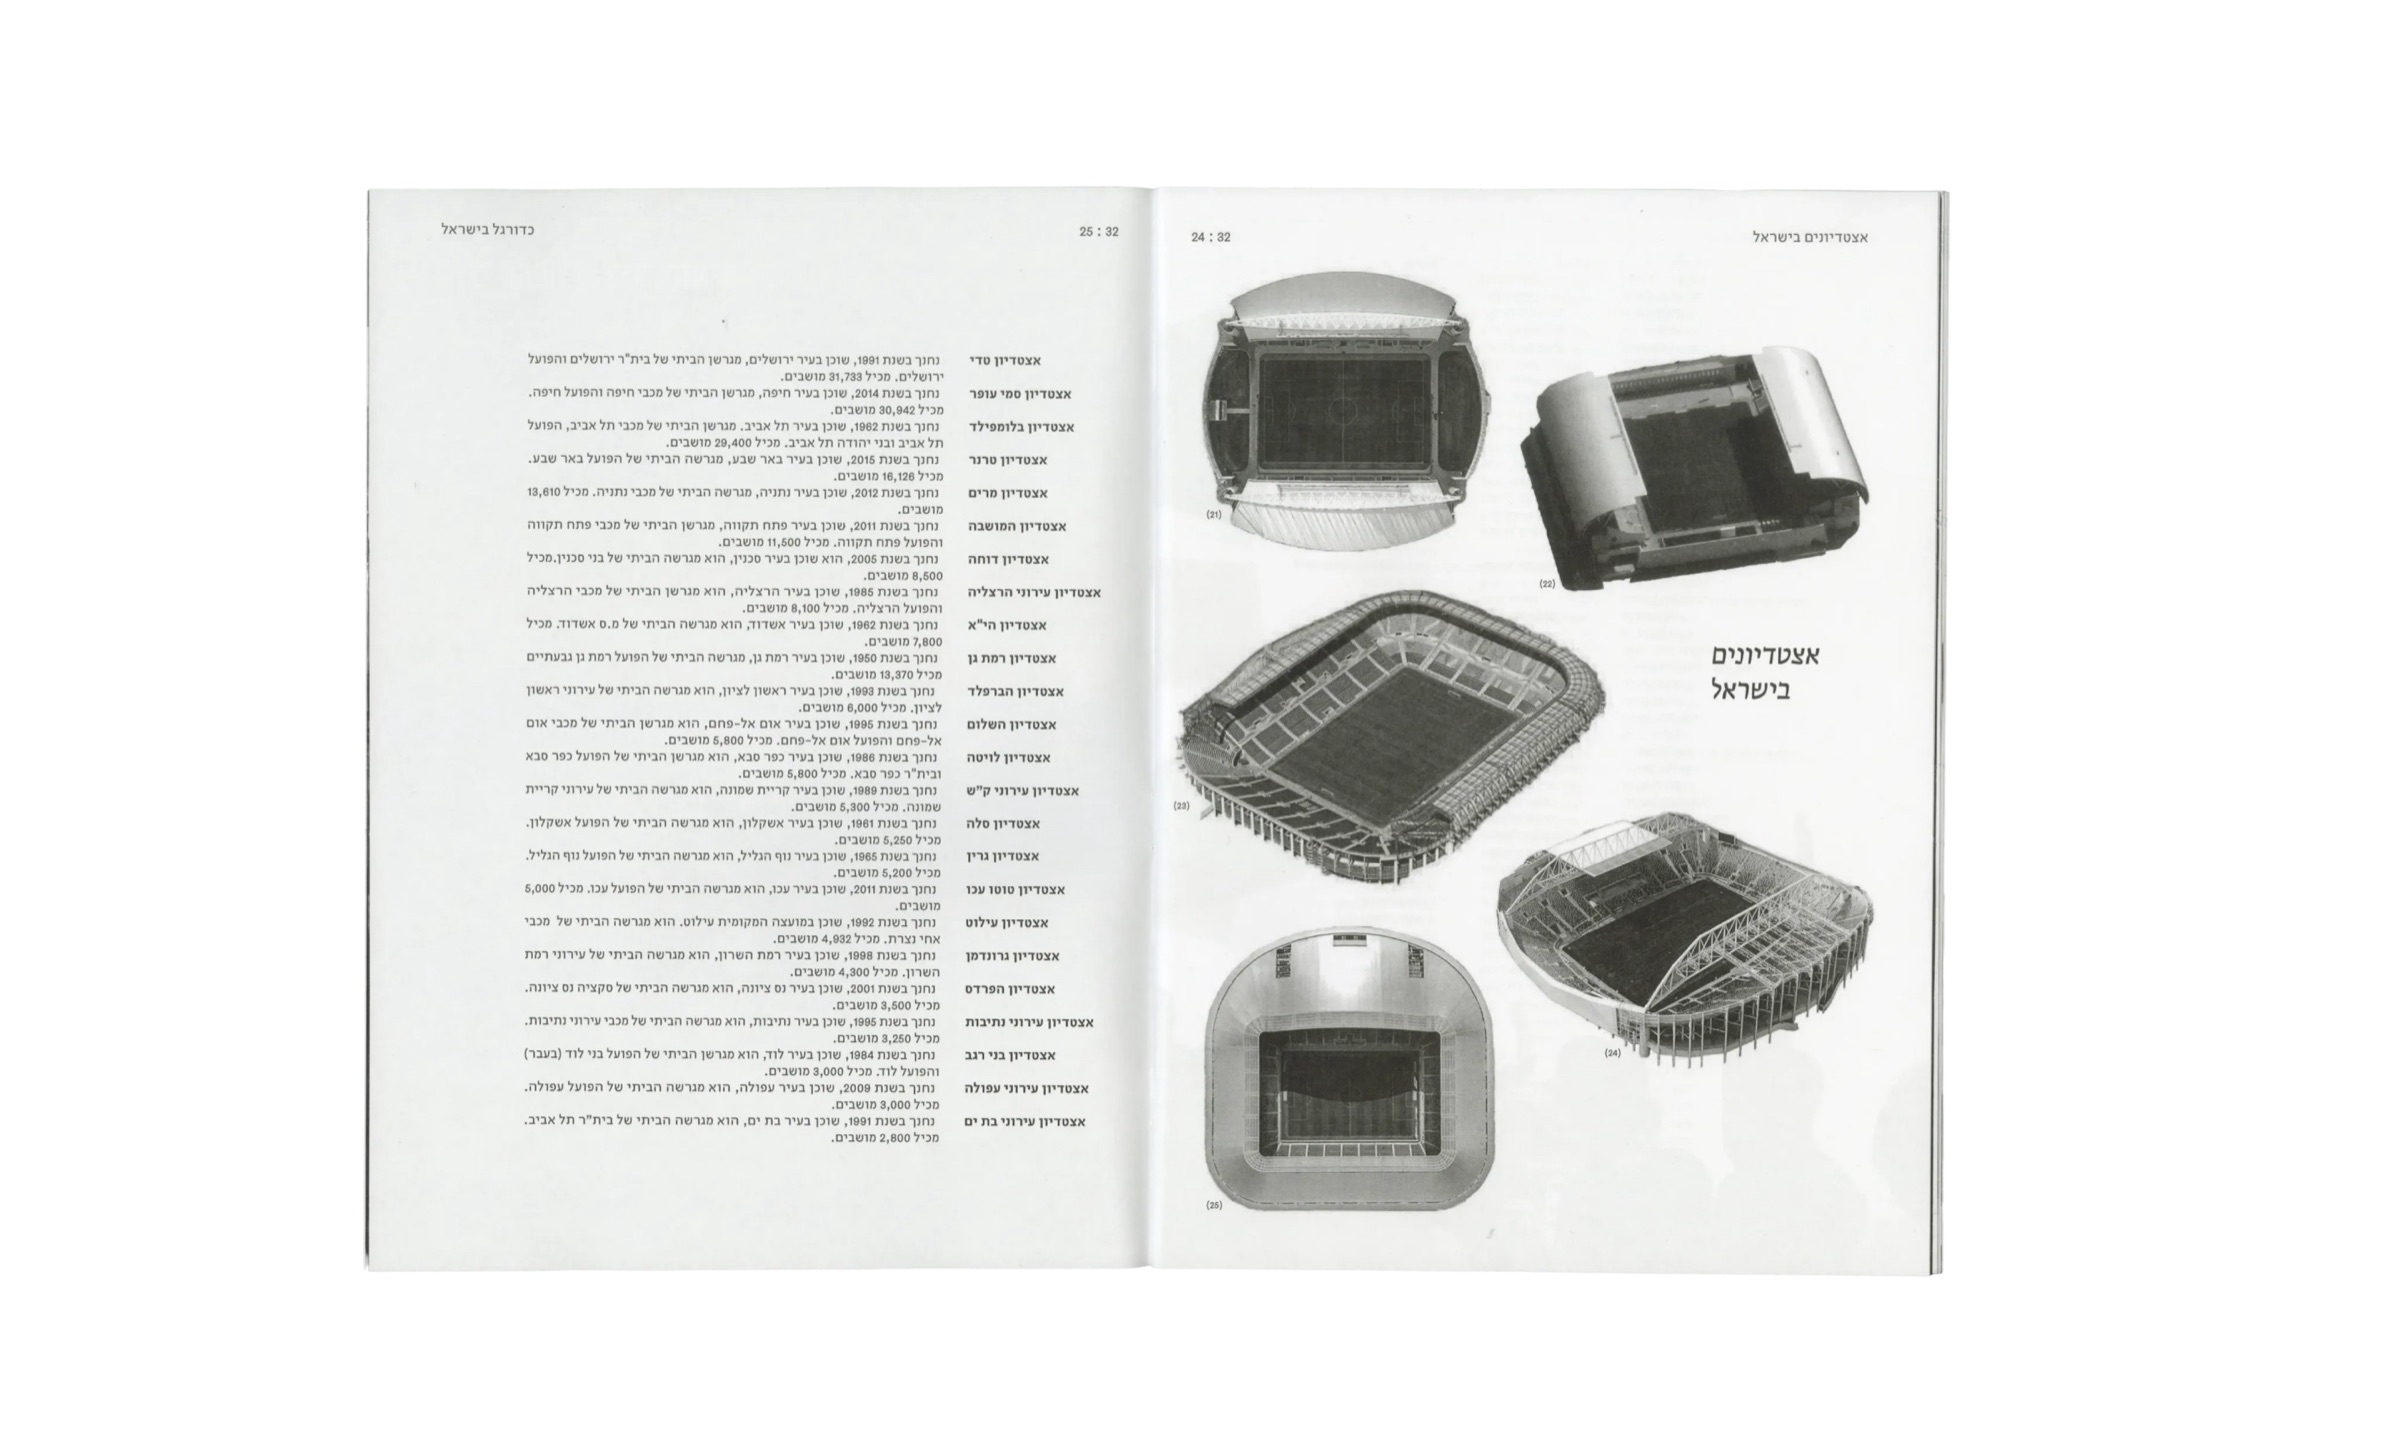 אצטדיונים בישראל
24 : 32
(21)
(22)
אצטדיונים
בישראל
(23)
(24)
(25)
25 : 32
כדורגל בישראל
אצטדיון טדי נחנך בשנת 1991, שוכן בעיר ירושלים, מגרשן הביתי של בית"ר ירושלים והפועל
ירושלים. מכיל 31,733 מושבים.
אצטדיון סמי עופר נחנך בשנת 2014, שוכן בעיר חיפה, מגרשן הביתי של מכבי חיפה והפועל חיפה.
מכיל 30,942 מושבים.
אצטדיון בלומפילד נחנך בשנת 1962, שוכן בעיר תל אביב. מגרשן הביתי של מכבי תל אביב, הפועל
תל אביב ובני יהודה תל אביב. מכיל 29,400 מושבים.
אצטדיון טרנר נחנך בשנת 2015, שוכן בעיר באר שבע, מגרשה הביתי של הפועל באר שבע.
מכיל 16,126 מושבים.
אצטדיון מרים נחנך בשנת 2012, שוכן בעיר נתניה, מגרשה הביתי של מכבי נתניה. מכיל 13,610
מושבים.
אצטדיון המושבה נחנך בשנת 2011, שוכן בעיר פתח תקווה, מגרשן הביתי של מכבי פתח תקווה
והפועל פתח תקווה. מכיל 11,500 מושבים.
אצטדיון דוחה נחנך בשנת 2005, הוא שוכן בעיר סכנין, הוא מגרשה הביתי של בני סכנין.מכיל
8,500 מושבים.
אצטדיון עירוני הרצליה נחנך בשנת 1985, שוכן בעיר הרצליה, הוא מגרשן הביתי של מכבי הרצליה
והפועל הרצליה. מכיל 8,100 מושבים.
אצטדיון הי"א נחנך בשנת 1962, שוכן בעיר אשדוד, הוא מגרשה הביתי של מ.ס אשדוד. מכיל
7,800 מושבים.
אצטדיון רמת גן נחנך בשנת 1950, שוכן בעיר רמת גן, מגרשה הביתי של הפועל רמת גן גבעתיים
מכיל 13,370 מושבים.
אצטדיון הברפלד נחנך בשנת 1993, שוכן בעיר ראשון לציון, הוא מגרשה הביתי של עירוני ראשון
לציון. מכיל 6,000 מושבים.
אצטדיון השלום נחנך בשנת 1995, שוכן בעיר אום אל-פחם, הוא מגרשן הביתי של מכבי אום
אל-פחם והפועל אום אל-פחם. מכיל 5,800 מושבים.
אצטדיון לויטה נחנך בשנת 1986, שוכן בעיר כפר סבא, הוא מגרשן הביתי של הפועל כפר סבא
ובית"ר כפר סבא. מכיל 5,800 מושבים.
אצטדיון עירוני ק"ש נחנך בשנת 1989, שוכן בעיר קריית שמונה, הוא מגרשה הביתי של עירוני קריית
שמונה. מכיל 5,300 מושבים.
אצטדיון סלה נחנך בשנת 1961, שוכן בעיר אשקלון, הוא מגרשה הביתי של הפועל אשקלון.
מכיל 5,250 מושבים.
אצטדיון גרין נחנך בשנת 1965, שוכן בעיר נוף הגליל, הוא מגרשה הביתי של הפועל נוף הגליל.
מכיל 5,200 מושבים.
אצטדיון טוטו עכו נחנך בשנת 2011, שוכן בעיר עכו, הוא מגרשה הביתי של הפועל עכו. מכיל 5,000
מושבים.
אצטדיון עילוט נחנך בשנת 1992, שוכן במועצה המקומית עילוט. הוא מגרשה הביתי של מכבי
אחי נצרת. מכיל 4,932 מושבים.
אצטדיון גרונדמן נחנך בשנת 1998, שוכן בעיר רמת השרון, הוא מגרשה הביתי של עירוני רמת
השרון. מכיל 4,300 מושבים.
אצטדיון הפרדס נחנך בשנת 2001, שוכן בעיר נס ציונה, הוא מגרשה הביתי של סקציה נס ציונה.
מכיל 3,500 מושבים.
אצטדיון עירוני נתיבות נחנך בשנת 1995, שוכן בעיר נתיבות, הוא מגרשה הביתי של מכבי עירוני נתיבות.
מכיל 3,250 מושבים.
אצטדיון בני רגב נחנך בשנת 1984, שוכן בעיר לוד, הוא מגרשן הביתי של הפועל בני לוד (בעבר)
והפועל לוד. מכיל 3,000 מושבים.
אצטדיון עירוני עפולה נחנך בשנת 2009, שוכן בעיר עפולה, הוא מגרשה הביתי של הפועל עפולה.
מכיל 3,000 מושבים.
אצטדיון עירוני בת ים נחנך בשנת 1991, שוכן בעיר בת ים, הוא מגרשה הביתי של בית"ר תל אביב.
מכיל 2,800 מושבים.